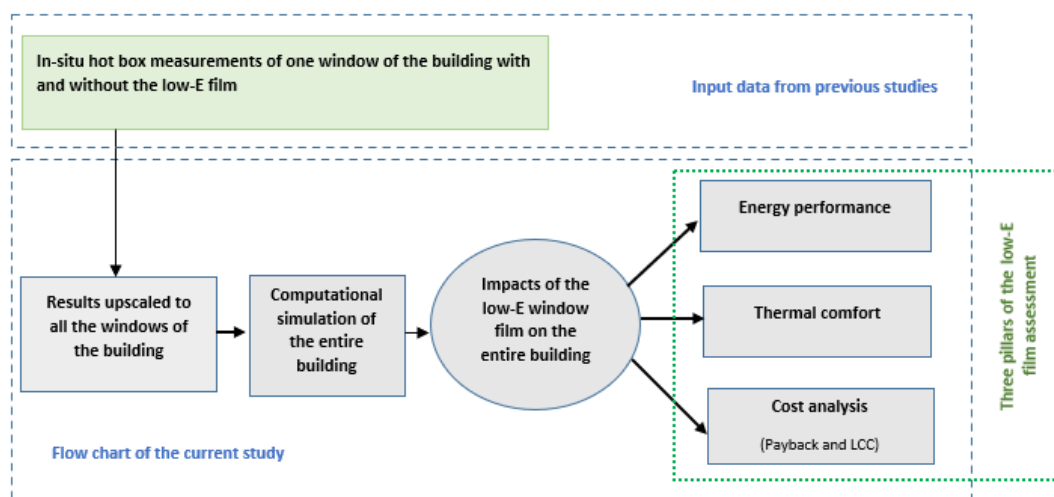 In-situ hot box measurements of one window of the building with
and without the low-E film
Input data from previous studies
Results upscaled to
all the windows of
the building
Computational
simulation of
the entire
building
Impacts of the
low-E window
film on the
entire building
Energy performance
Thermal comfort
Cost analysis
(Payback and LCC)
Three pillars of the low-E
film assessment
Flow chart of the current study